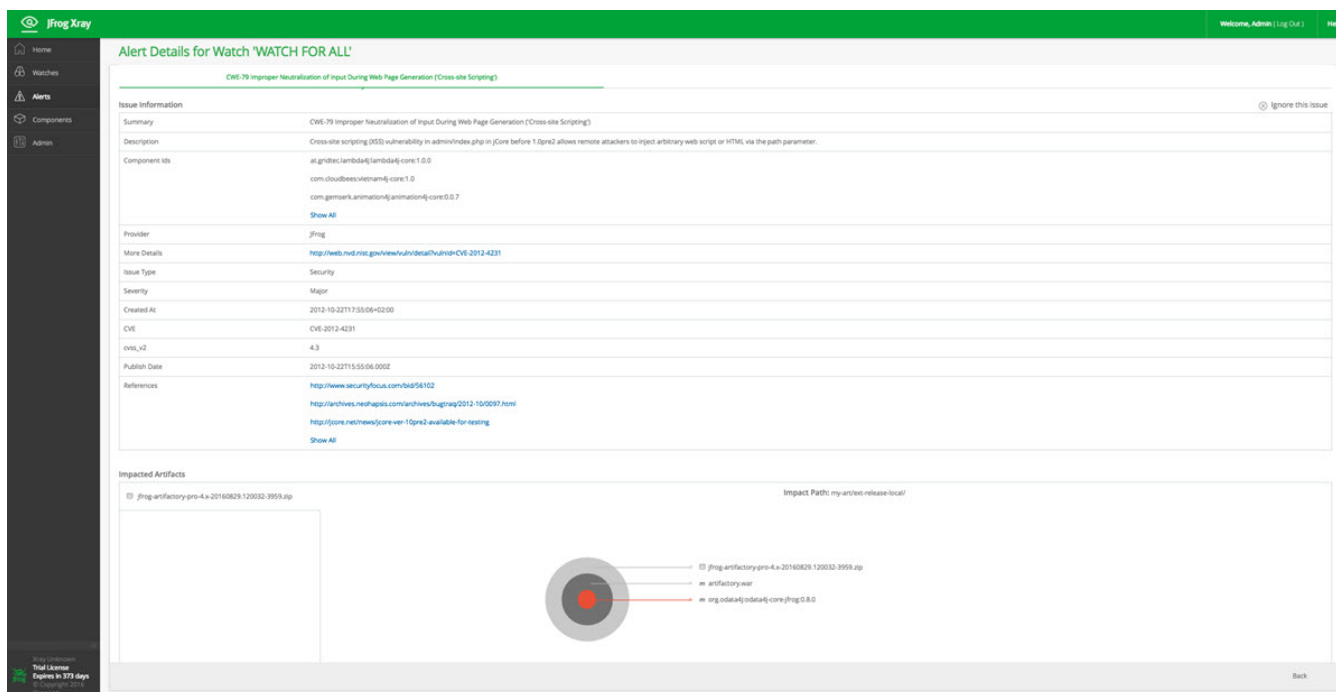 JFrog Xray
Welcome, Admin ( Log Out )
He
Home
Watches
Alerts
Components
Admin
Alert Details for Watch 'WATCH FOR ALL'
CWE-79 Improper Neutralization of Input During Web Page Generation ('Cross-site Scripting')
Issue Information
Ignore this issue
Summary CWE-79 Improper Neutralization of Input During Web Page Generation ('Cross-site Scripting')
Description Cross-site scripting (XSS) vulnerability in admin/index.php in jCore before 1.0pre2 allows remote attackers to inject arbitrary web script or HTML via the path parameter.
Component Ids at.gridtec.lambda4j:lambda4j-core:1.0.0
com.cloudbees:vietnam4j-core:1.0
com.gemserk.animation4j:animation4j-core:0.0.7
Show All
Provider JFrog
More Details http://web.nvd.nist.gov/view/vuln/detail?vulnId=CVE-2012-4231
Issue Type Security
Severity Major
Created At 2012-10-22T17:55:06+02:00
CVE CVE-2012-4231
cvss_v2 4.3
Publish Date 2012-10-22T15:55:06.000Z
References http://www.securityfocus.com/bid/56102
http://archives.neohapsis.com/archives/bugtraq/2012-10/0097.html
http://jcore.net/news/jcore-ver-10pre2-available-for-testing
Show All
Impacted Artifacts
jfrog-artifactory-pro-4.x-20160829.120032-3959.zip
Impact Path: my-art/ext-release-local/
jfrog-artifactory-pro-4.x-20160829.120032-3959.zip
artifactory.war
org.odata4j:odata4j-core-jfrog:0.8.0
Xray Unknown
Trial License
Expires in 373 days
© Copyright 2016
Back